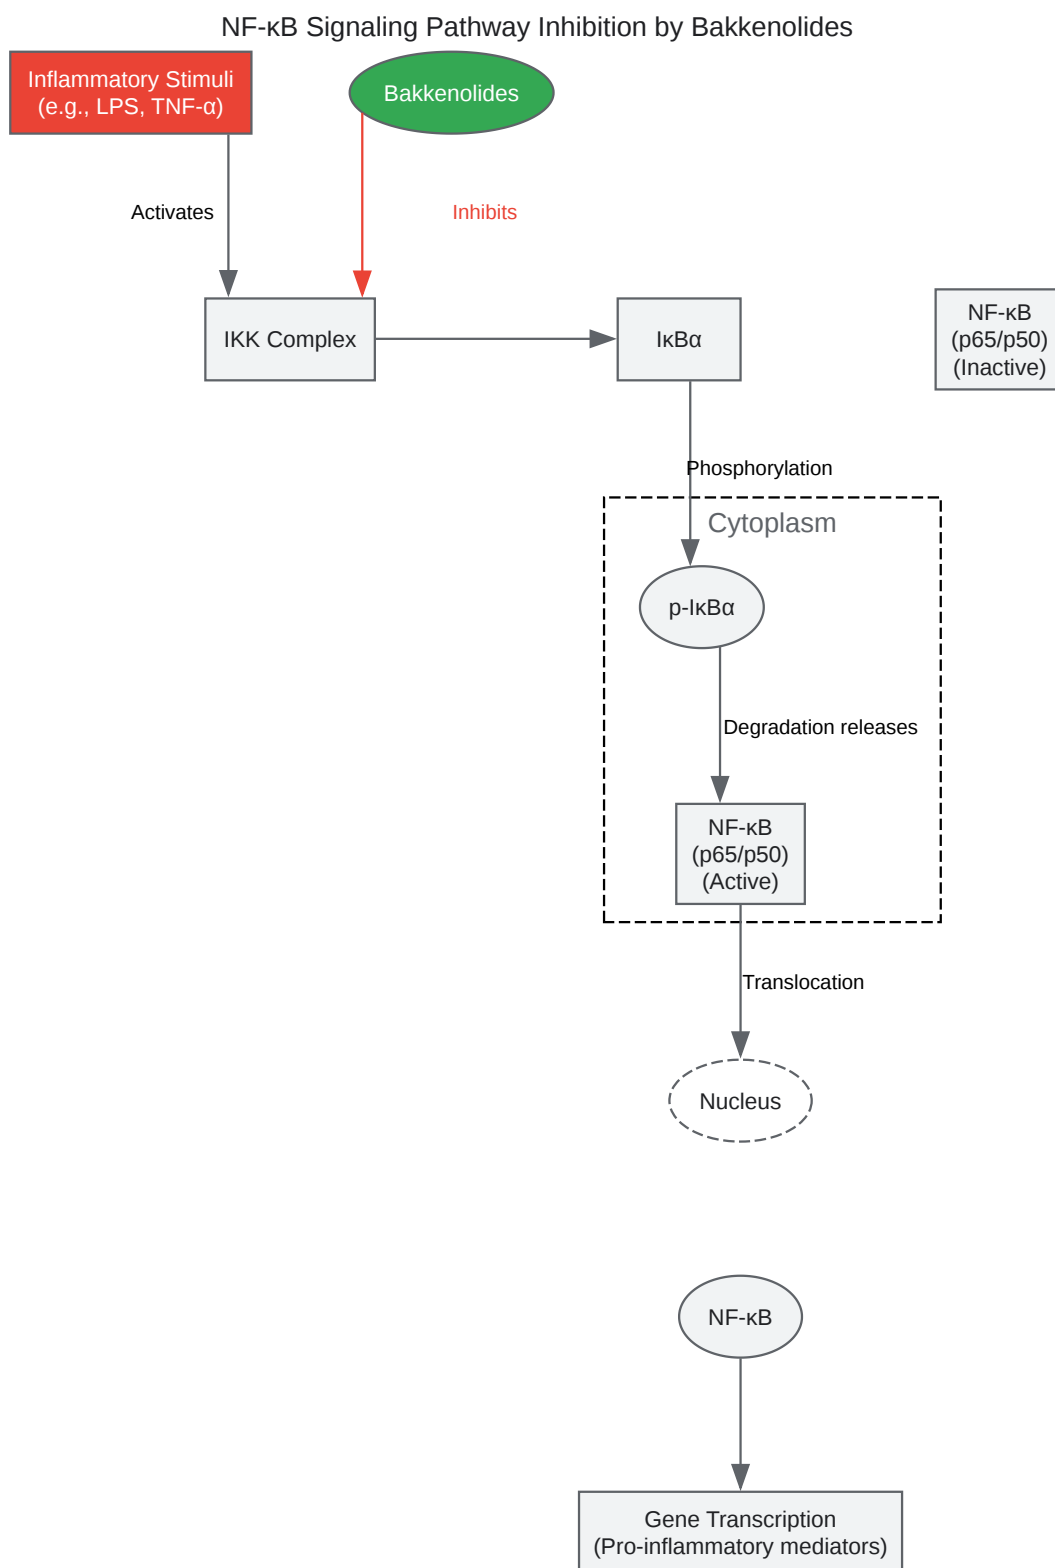 NF-κB Signaling Pathway Inhibition by Bakkenolides
Inflammatory Stimuli
(e.g., LPS, TNF-α)
Bakkenolides
Activates
Inhibits
IKK Complex
IκBα
NF-κB
(p65/p50)
(Inactive)
Phosphorylation
Cytoplasm
p-IκBα
Degradation releases
NF-κB
(p65/p50)
(Active)
Translocation
Nucleus
NF-κB
Gene Transcription
(Pro-inflammatory mediators)